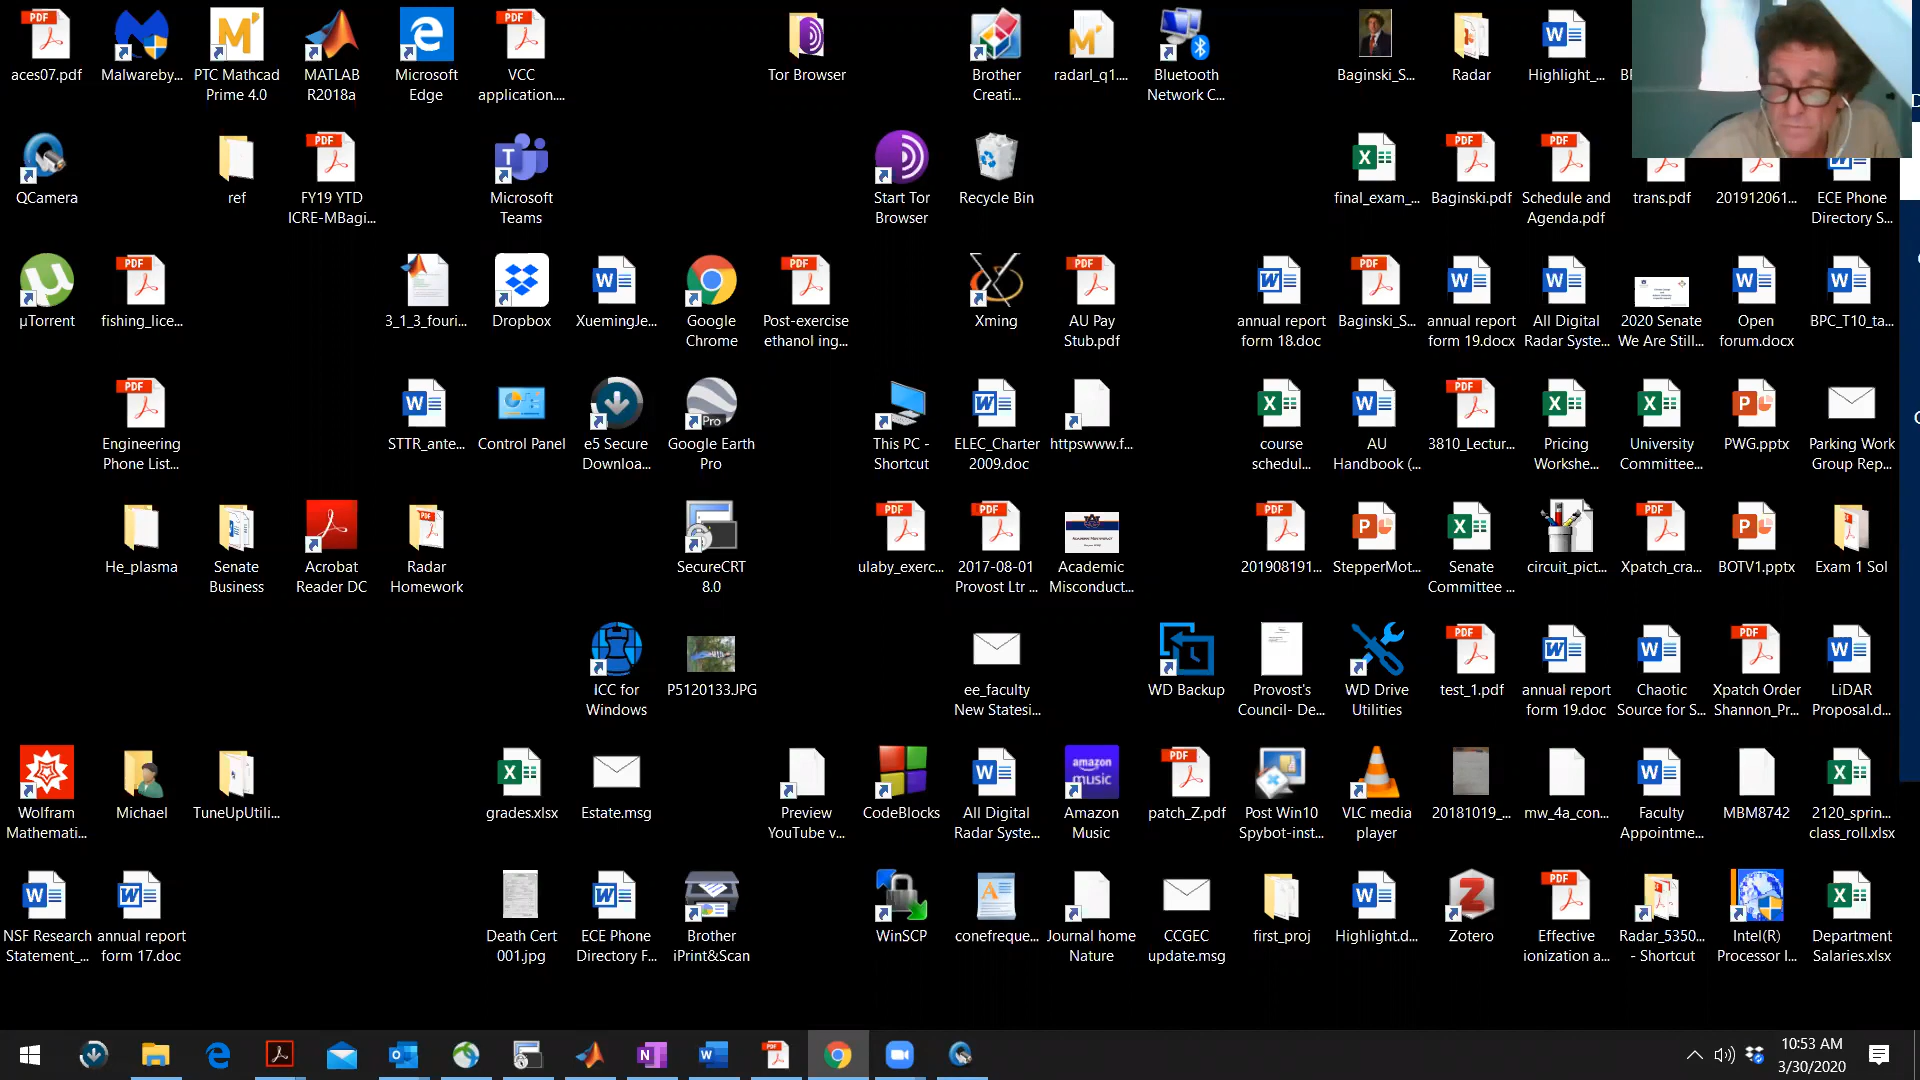 aces07.pdf
Malwareby...
PTC Mathcad
Prime 4.0
MATLAB
R2018a
Microsoft
Edge
VCC
application....
Tor Browser
Brother
Creati...
radarI_q1....
Bluetooth
Network C...
Baginski_S...
Radar
Highlight_...
QCamera
ref
FY19 YTD
ICRE-MBagi...
Microsoft
Teams
Start Tor
Browser
Recycle Bin
final_exam_...
Baginski.pdf
Schedule and
Agenda.pdf
trans.pdf
201912061...
ECE Phone
Directory S...
µTorrent
fishing_lice...
3_1_3_fouri...
Dropbox
XuemingJe...
Google
Chrome
Post-exercise
ethanol ing...
Xming
AU Pay
Stub.pdf
annual report
form 18.doc
Baginski_S...
annual report
form 19.docx
All Digital
Radar Syste...
2020 Senate
We Are Still...
Open
forum.docx
BPC_T10_ta...
Engineering
Phone List...
STTR_ante...
Control Panel
e5 Secure
Downloa...
Google Earth
Pro
This PC -
Shortcut
ELEC_Charter
2009.doc
httpswww.f...
course
schedul...
AU
Handbook (...
3810_Lectur...
Pricing
Workshe...
University
Committee...
PWG.pptx
Parking Work
Group Rep...
He_plasma
Senate
Business
Acrobat
Reader DC
Radar
Homework
SecureCRT
8.0
ulaby_exerc...
2017-08-01
Provost Ltr ...
Academic
Misconduct...
201908191...
StepperMot...
Senate
Committee ...
circuit_pict...
Xpatch_cra...
BOTV1.pptx
Exam 1 Sol
ICC for
Windows
P5120133.JPG
ee_faculty
New Statesi...
WD Backup
Provost's
Council- De...
WD Drive
Utilities
test_1.pdf
annual report
form 19.doc
Chaotic
Source for S...
Xpatch Order
Shannon_Pr...
LiDAR
Proposal.d...
Wolfram
Mathemati...
Michael
TuneUpUtili...
grades.xlsx
Estate.msg
Preview
YouTube v...
CodeBlocks
All Digital
Radar Syste...
amazon
music
Amazon
Music
patch_Z.pdf
Post Win10
Spybot-inst...
VLC media
player
20181019_...
mw_4a_con...
Faculty
Appointme...
MBM8742
2120_sprin...
class_roll.xlsx
NSF Research
Statement_...
annual report
form 17.doc
Death Cert
001.jpg
ECE Phone
Directory F...
Brother
iPrint&Scan
WinSCP
conefreque...
Journal home
Nature
CCGEC
update.msg
first_proj
Highlight.d...
Zotero
Effective
ionization a...
Radar_5350...
- Shortcut
Intel(R)
Processor I...
Department
Salaries.xlsx
10:53 AM
3/30/2020